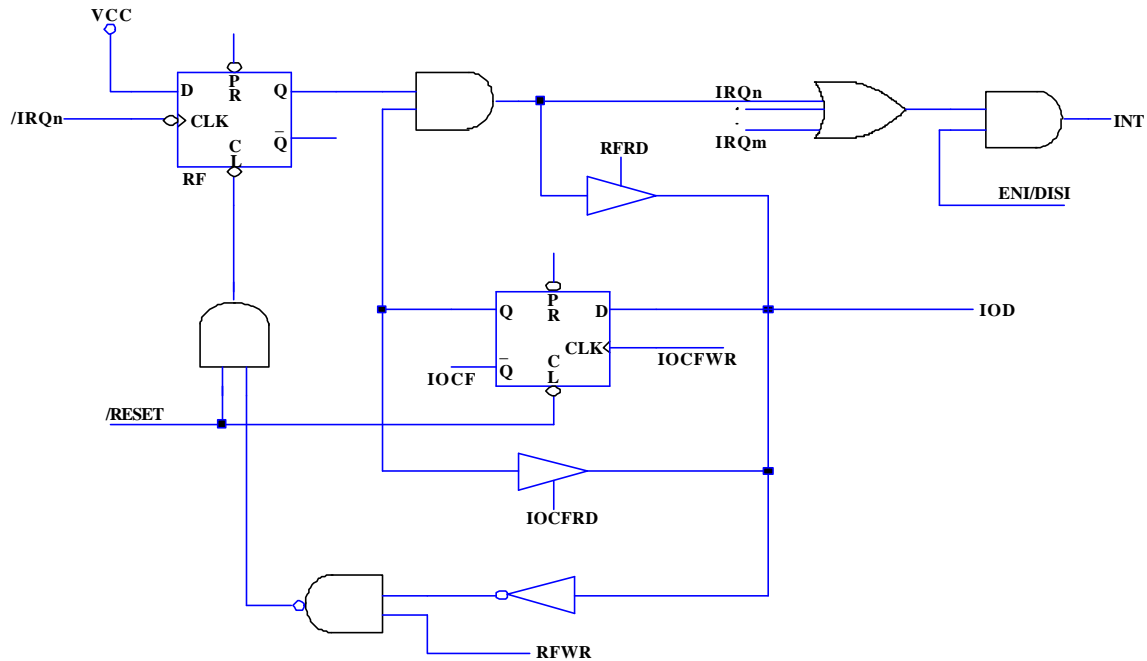 VCC
D
P
R
Q
/IRQn
CLK
Q
C
L
RF
IRQn
IRQm
INT
RFRD
ENI/DISI
Q
P
R
D
IOD
CLK
IOCFWR
IOCF
Q
C
L
/RESET
IOCFRD
RFWR